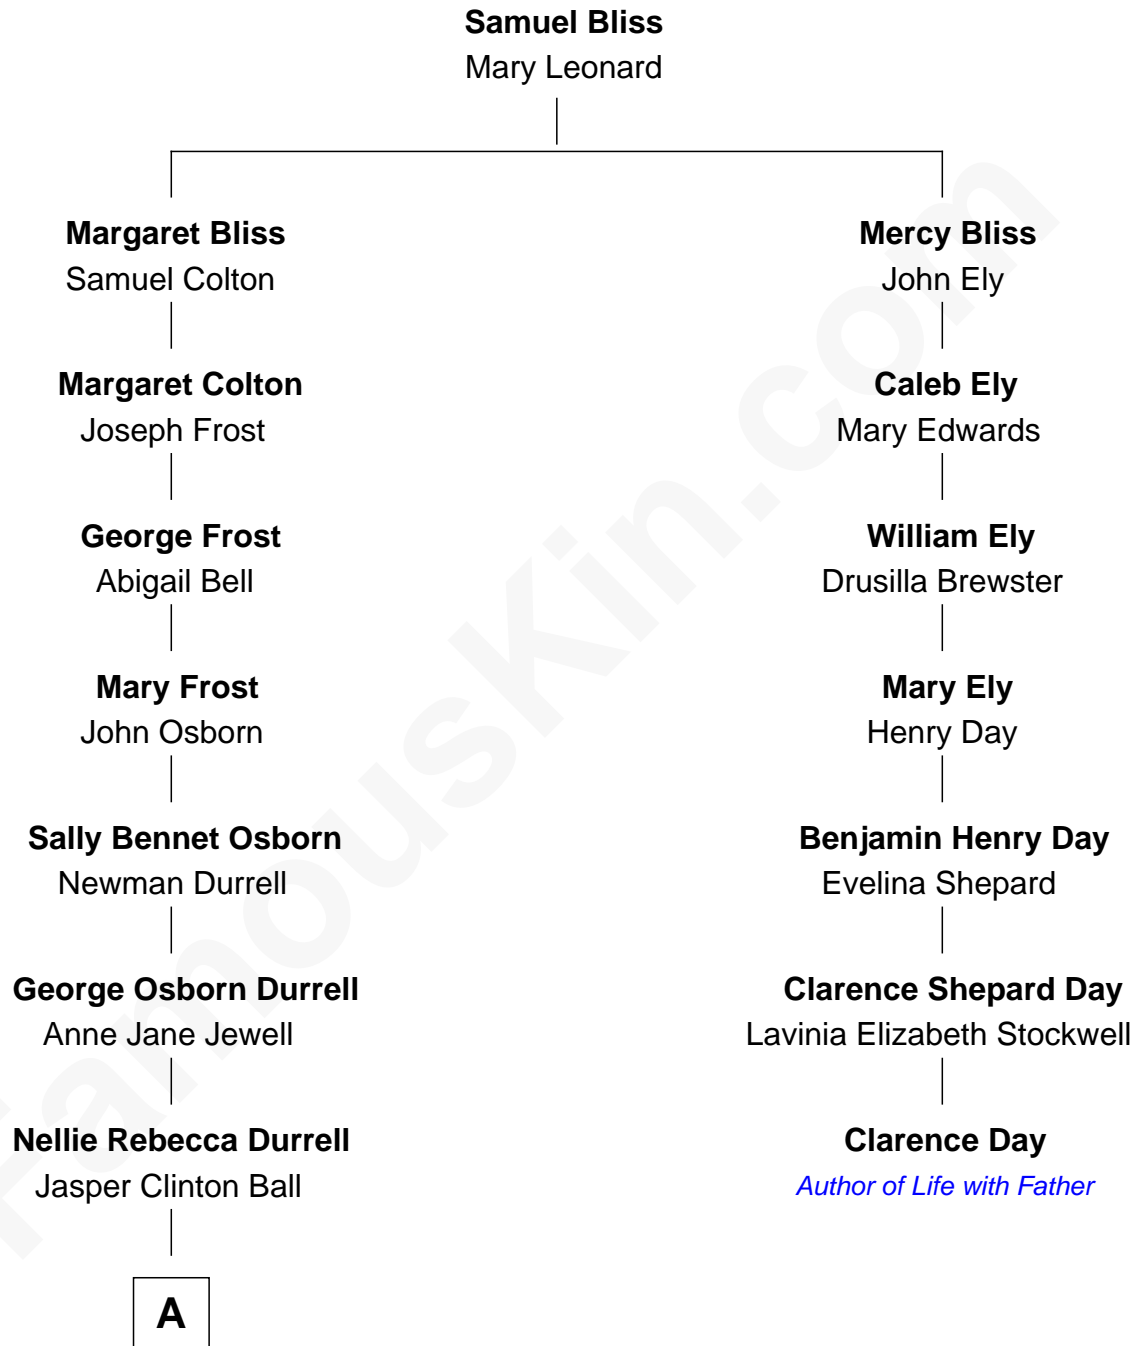 Samuel Bliss
Mary Leonard
Margaret Bliss
Samuel Colton
Mercy Bliss
John Ely
Margaret Colton
Joseph Frost
Caleb Ely
Mary Edwards
George Frost
Abigail Bell
William Ely
Drusilla Brewster
Mary Frost
John Osborn
Mary Ely
Henry Day
Sally Bennet Osborn
Newman Durrell
Benjamin Henry Day
Evelina Shepard
George Osborn Durrell
Anne Jane Jewell
Clarence Shepard Day
Lavinia Elizabeth Stockwell
Nellie Rebecca Durrell
Jasper Clinton Ball
Clarence Day
Author of Life with Father
A
FamousKin.com